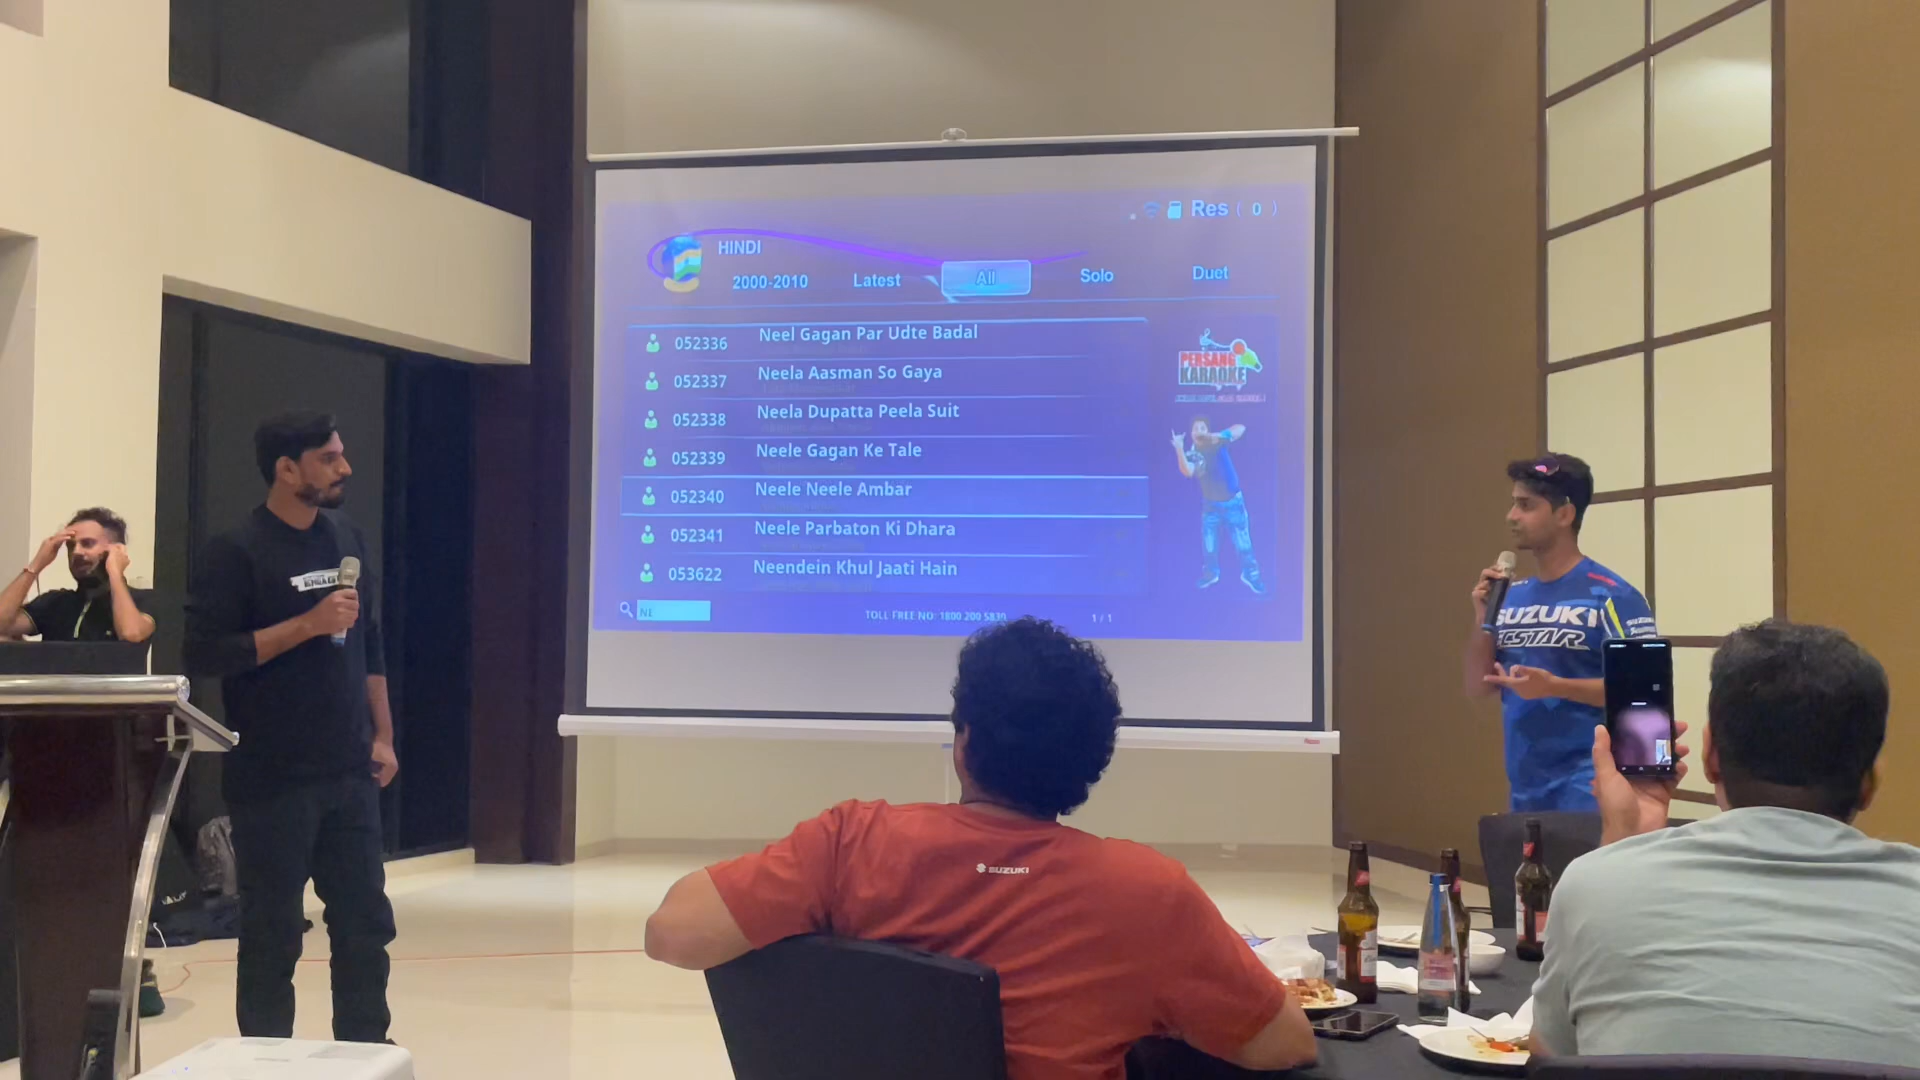 Res ( 0 )
HINDI
2000-2010 Latest All Solo Duet
052336 Neel Gagan Par Udte Badal
052337 Neela Aasman So Gaya
052338 Neela Dupatta Peela Suit
052339 Neele Gagan Ke Tale
052340 Neele Neele Ambar
052341 Neele Parbaton Ki Dhara
053622 Neendein Khul Jaati Hain
PERSANG
KARAOKE
TOLL FREE NO: 1800 200 5830 1 / 1
SUZUKI
ECSTAR
SUZUKI
SUZUKI